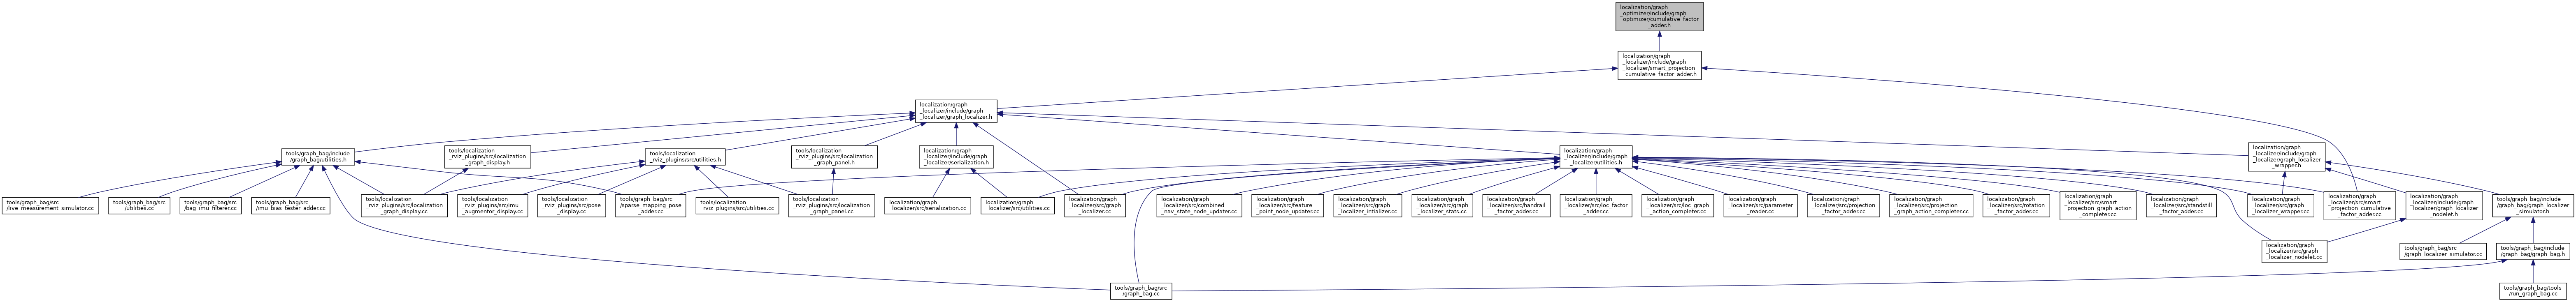 localization/graph
_optimizer/include/graph
_optimizer/cumulative_factor
_adder.h
localization/graph
_localizer/include/graph
_localizer/smart_projection
_cumulative_factor_adder.h
localization/graph
_localizer/include/graph
_localizer/graph_localizer.h
tools/graph_bag/include
/graph_bag/utilities.h
tools/localization
_rviz_plugins/src/localization
_graph_display.h
tools/localization
_rviz_plugins/src/utilities.h
tools/localization
_rviz_plugins/src/localization
_graph_panel.h
localization/graph
_localizer/include/graph
_localizer/serialization.h
localization/graph
_localizer/include/graph
_localizer/utilities.h
localization/graph
_localizer/include/graph
_localizer/graph_localizer
_wrapper.h
tools/graph_bag/src
/live_measurement_simulator.cc
tools/graph_bag/src
/utilities.cc
tools/graph_bag/src
/bag_imu_filterer.cc
tools/graph_bag/src
/imu_bias_tester_adder.cc
tools/localization
_rviz_plugins/src/localization
_graph_display.cc
tools/localization
_rviz_plugins/src/imu
_augmentor_display.cc
tools/localization
_rviz_plugins/src/pose
_display.cc
tools/graph_bag/src
/sparse_mapping_pose
_adder.cc
tools/localization
_rviz_plugins/src/utilities.cc
tools/localization
_rviz_plugins/src/localization
_graph_panel.cc
localization/graph
_localizer/src/serialization.cc
localization/graph
_localizer/src/utilities.cc
localization/graph
_localizer/src/graph
_localizer.cc
localization/graph
_localizer/src/combined
_nav_state_node_updater.cc
localization/graph
_localizer/src/feature
_point_node_updater.cc
localization/graph
_localizer/src/graph
_localizer_intializer.cc
localization/graph
_localizer/src/graph
_localizer_stats.cc
localization/graph
_localizer/src/handrail
_factor_adder.cc
localization/graph
_localizer/src/loc_factor
_adder.cc
localization/graph
_localizer/src/loc_graph
_action_completer.cc
localization/graph
_localizer/src/parameter
_reader.cc
localization/graph
_localizer/src/projection
_factor_adder.cc
localization/graph
_localizer/src/projection
_graph_action_completer.cc
localization/graph
_localizer/src/rotation
_factor_adder.cc
localization/graph
_localizer/src/smart
_projection_graph_action
_completer.cc
localization/graph
_localizer/src/standstill
_factor_adder.cc
localization/graph
_localizer/src/graph
_localizer_wrapper.cc
localization/graph
_localizer/src/smart
_projection_cumulative
_factor_adder.cc
localization/graph
_localizer/include/graph
_localizer/graph_localizer
_nodelet.h
tools/graph_bag/include
/graph_bag/graph_localizer
_simulator.h
localization/graph
_localizer/src/graph
_localizer_nodelet.cc
tools/graph_bag/src
/graph_localizer_simulator.cc
tools/graph_bag/include
/graph_bag/graph_bag.h
tools/graph_bag/src
/graph_bag.cc
tools/graph_bag/tools
/run_graph_bag.cc